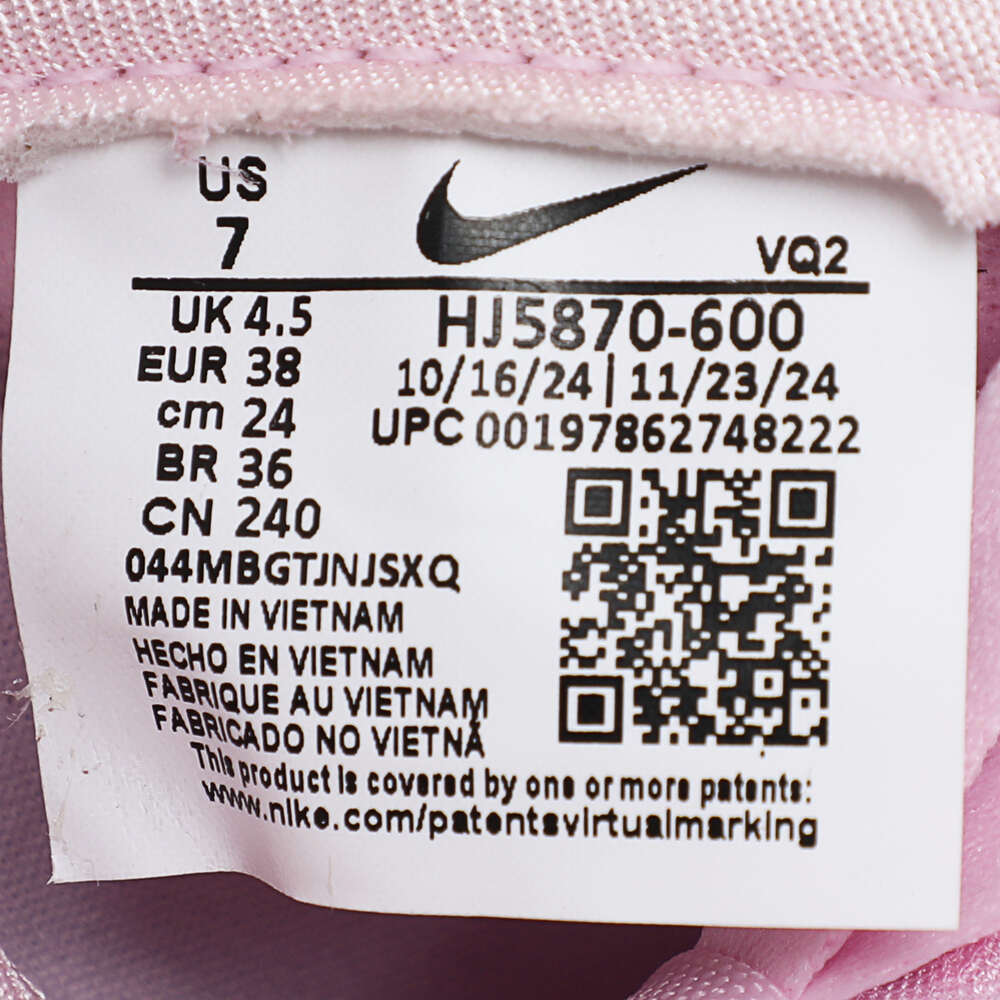 US
7
VQ2
UK 4.5
EUR 38
cm 24
BR 36
CN 240
HJ5870-600
10/16/24 | 11/23/24
UPC 00197862748222
044MBGTJNJSXQ
MADE IN VIETNAM
HECHO EN VIETNAM
FABRIQUE AU VIETNAM
FABRICADO NO VIETNÃ
This product is covered by one or more patents:
www.nike.com/patentsvirtualmarking